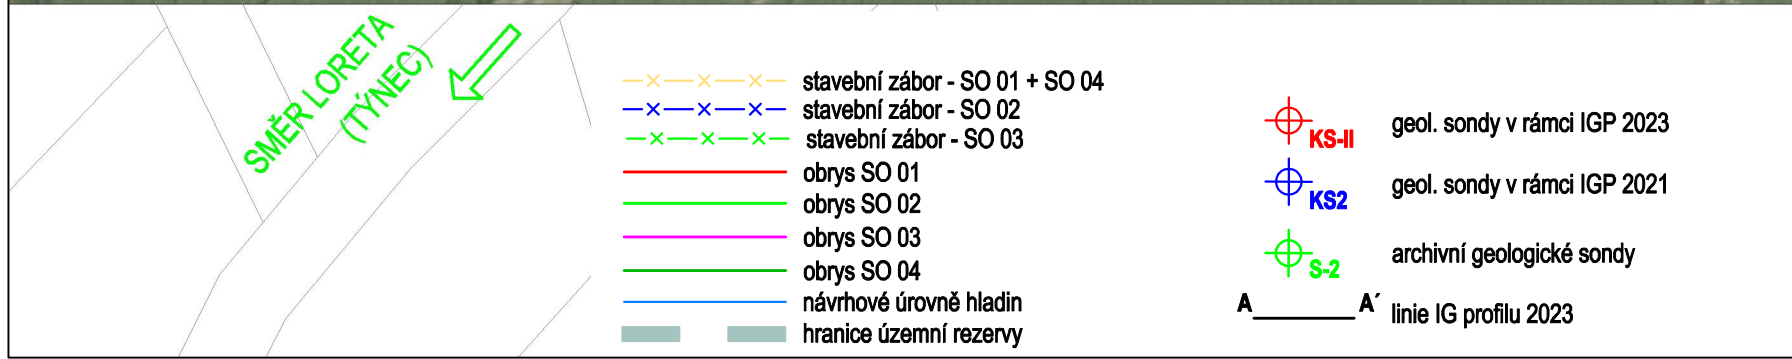 SMĚR LORETA
(TÝNEC)
stavební zábor - SO 01 + SO 04
stavební zábor - SO 02
stavební zábor - SO 03
obrys SO 01
obrys SO 02
obrys SO 03
obrys SO 04
návrhové úrovně hladin
hranice územní rezervy
KS-II geol. sondy v rámci IGP 2023
KS2 geol. sondy v rámci IGP 2021
S-2 archivní geologické sondy
A A´ linie IG profilu 2023